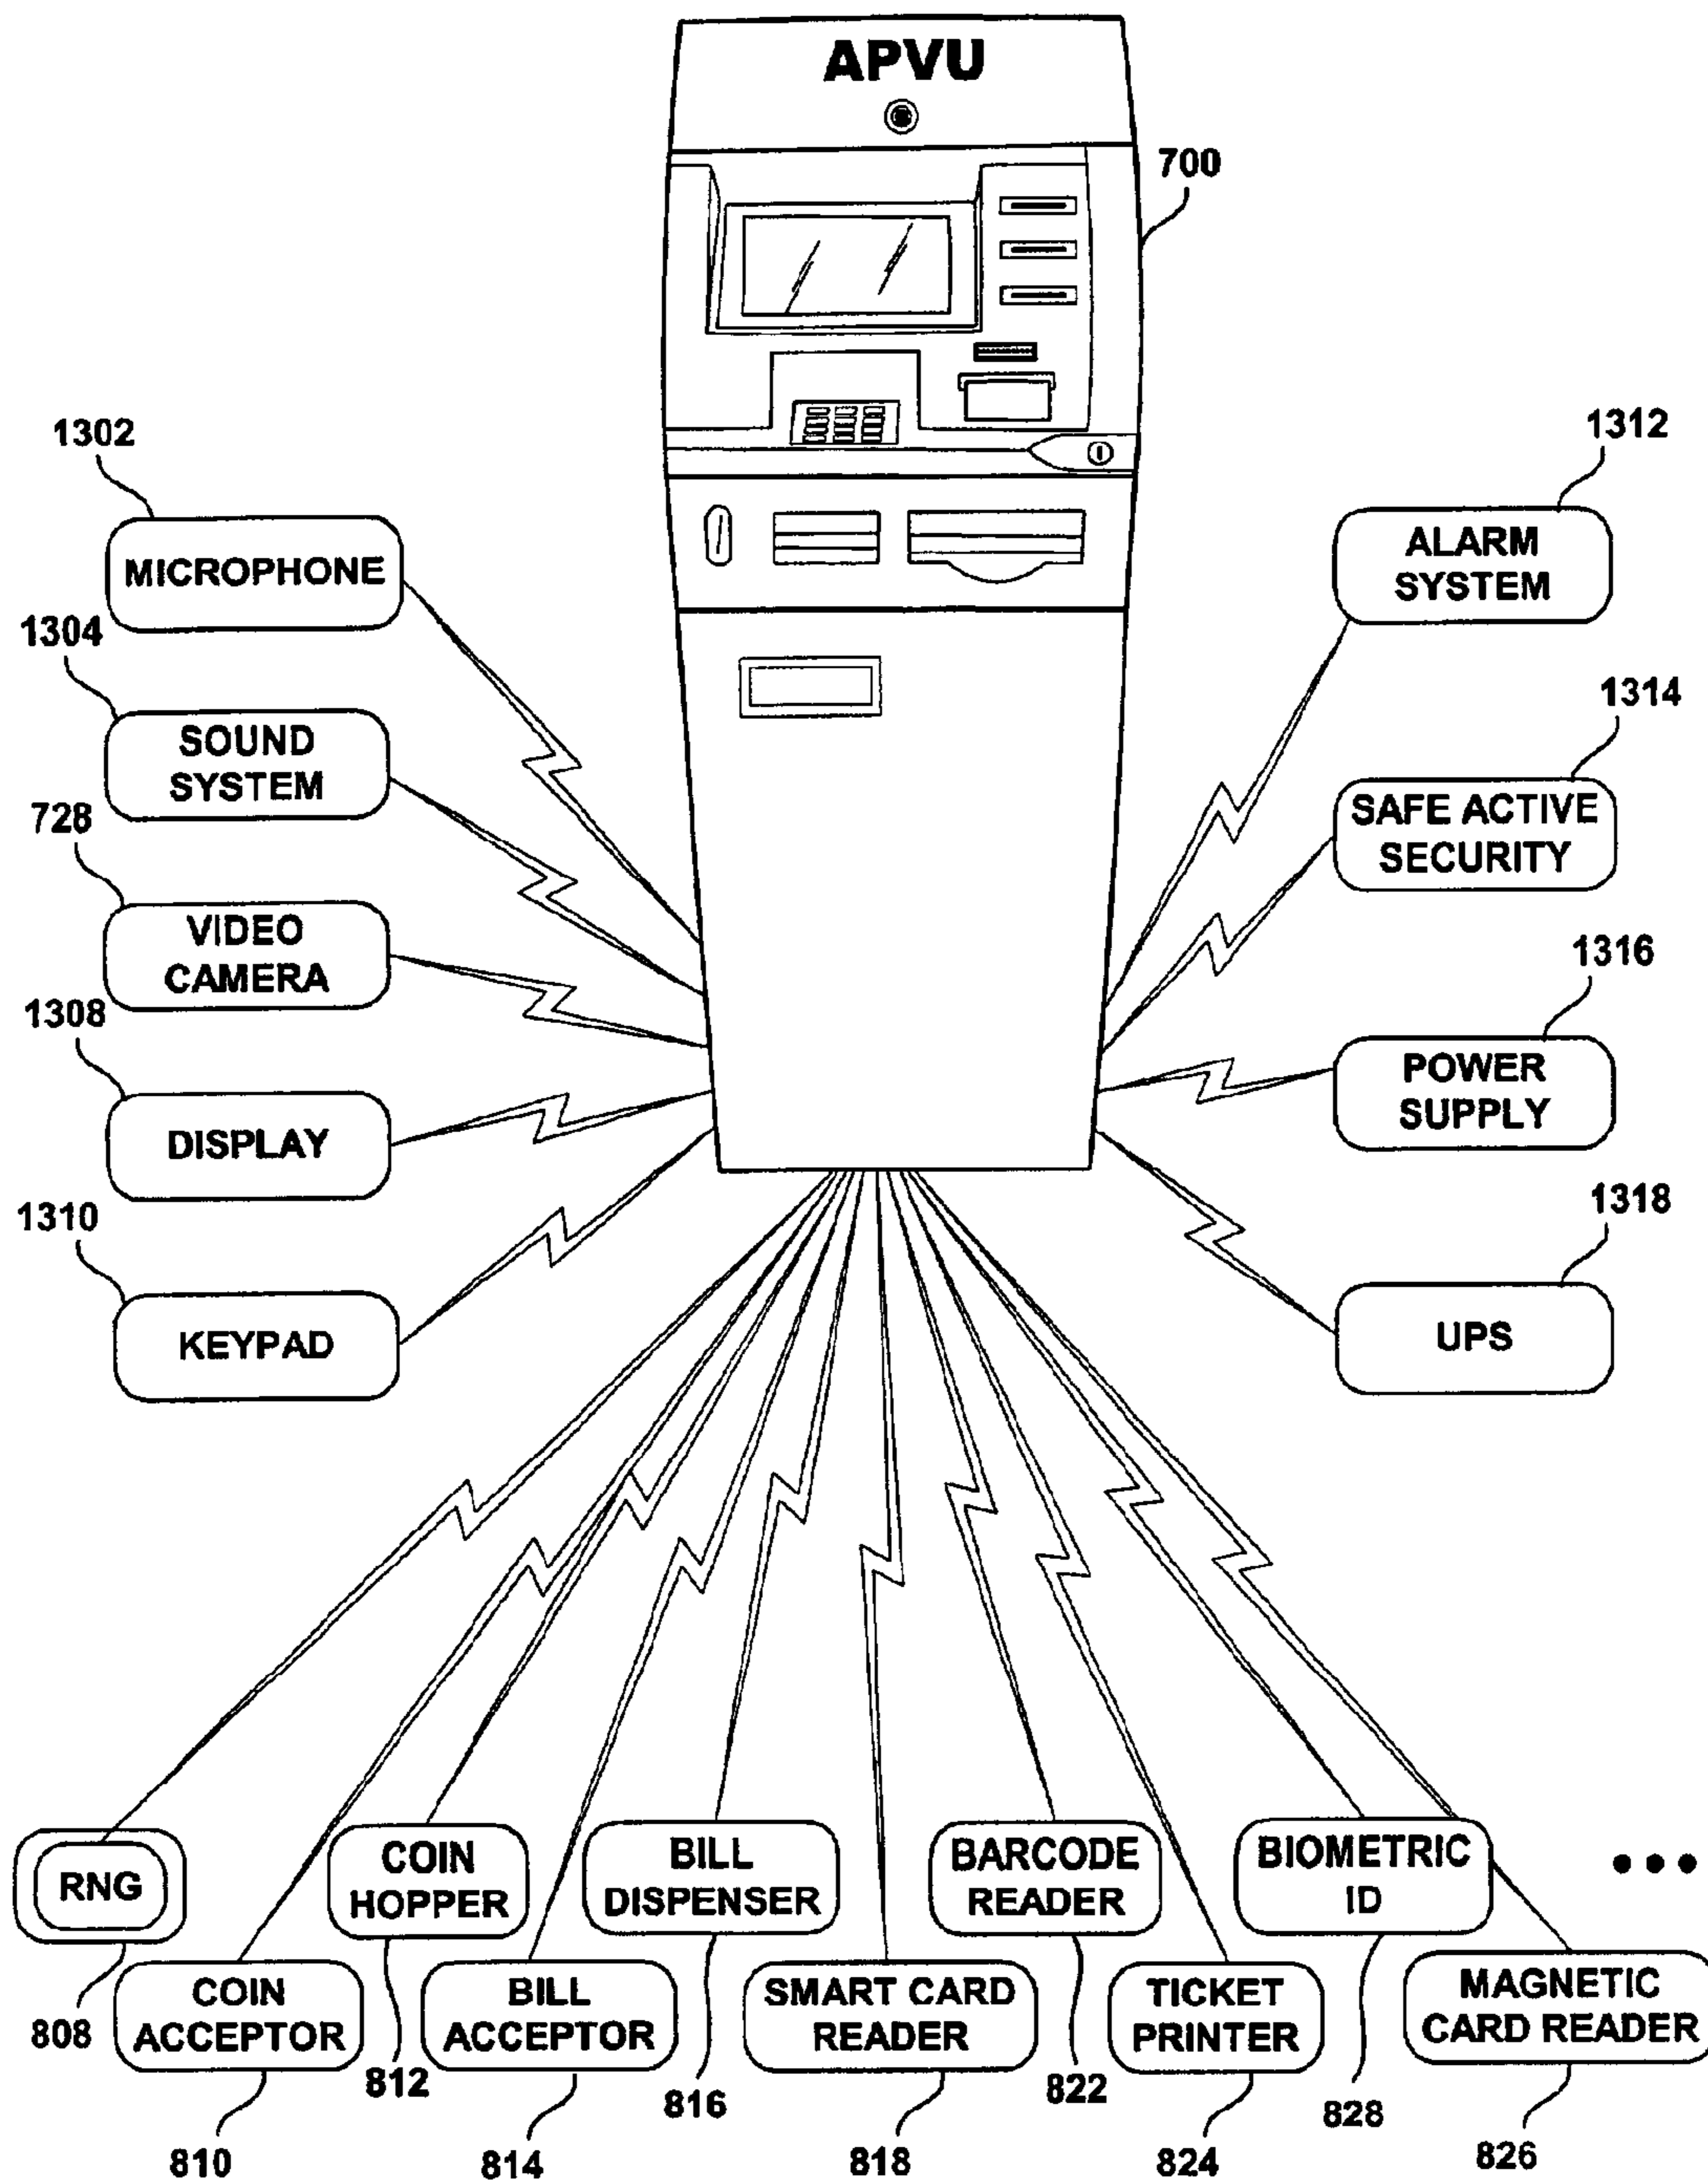 APVU
700
1302
MICROPHONE
1304
SOUND
SYSTEM
728
VIDEO
CAMERA
1308
DISPLAY
1310
KEYPAD
1312
ALARM
SYSTEM
1314
SAFE ACTIVE
SECURITY
1316
POWER
SUPPLY
1318
UPS
RNG
808
COIN
ACCEPTOR
810
COIN
HOPPER
812
BILL
ACCEPTOR
814
BILL
DISPENSER
816
SMART CARD
READER
818
BARCODE
READER
822
TICKET
PRINTER
824
BIOMETRIC
ID
828
MAGNETIC
CARD READER
826